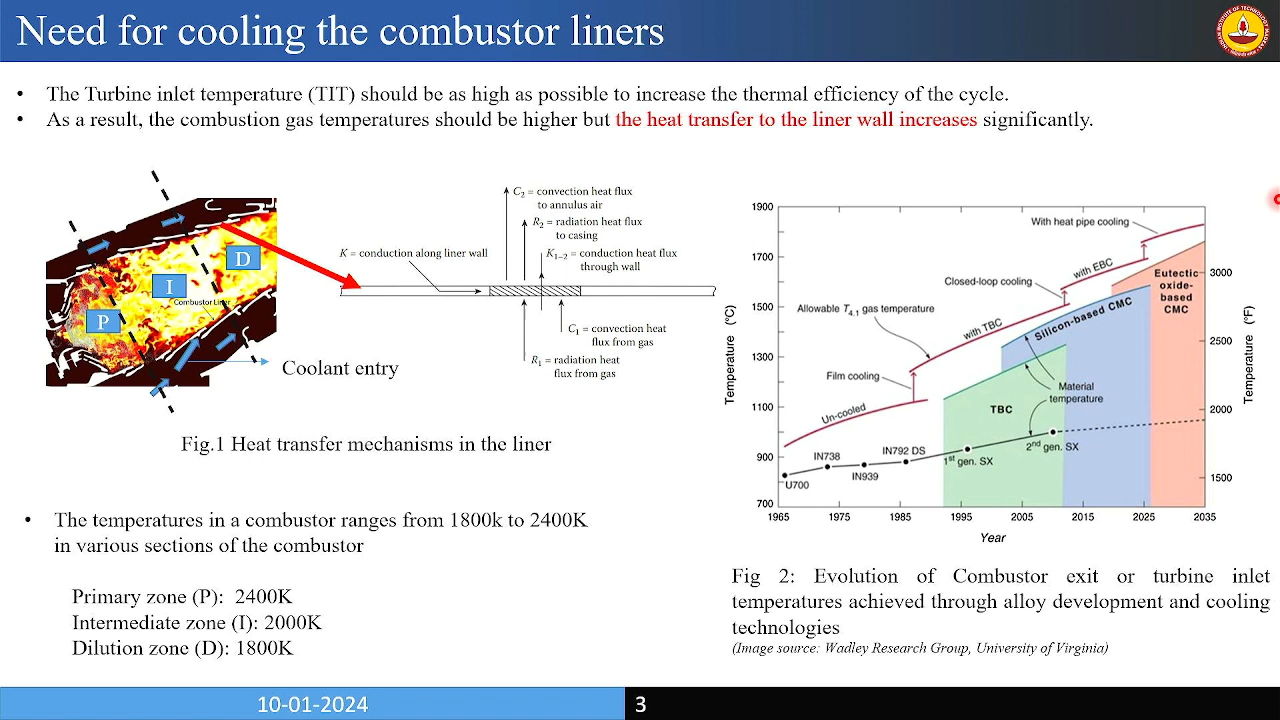 Need for cooling the combustor liners
• The Turbine inlet temperature (TIT) should be as high as possible to increase the thermal efficiency of the cycle.
• As a result, the combustion gas temperatures should be higher but the heat transfer to the liner wall increases significantly.
P
I
D
Combustor Liner
Coolant entry
C₂ = convection heat flux
to annulus air
R₂ = radiation heat flux
to casing
K = conduction along liner wall
K₁₋₂ = conduction heat flux
through wall
C₁ = convection heat
flux from gas
R₁ = radiation heat
flux from gas
Fig.1 Heat transfer mechanisms in the liner
• The temperatures in a combustor ranges from 1800k to 2400K
in various sections of the combustor
Primary zone (P): 2400K
Intermediate zone (I): 2000K
Dilution zone (D): 1800K
1900
1700
1500
1300
1100
900
700
Temperature (°C)
With heat pipe cooling
with EBC
Closed-loop cooling
Allowable T₄.₁ gas temperature
with TBC
Film cooling
Un-cooled
Silicon-based CMC
Eutectic
oxide-
based
CMC
Material
temperature
TBC
U700
IN738
IN939
IN792 DS
1st gen. SX
2nd gen. SX
3000
2500
2000
1500
Temperature (°F)
1965 1975 1985 1995 2005 2015 2025 2035
Year
Fig 2: Evolution of Combustor exit or turbine inlet
temperatures achieved through alloy development and cooling
technologies
(Image source: Wadley Research Group, University of Virginia)
10-01-2024
3